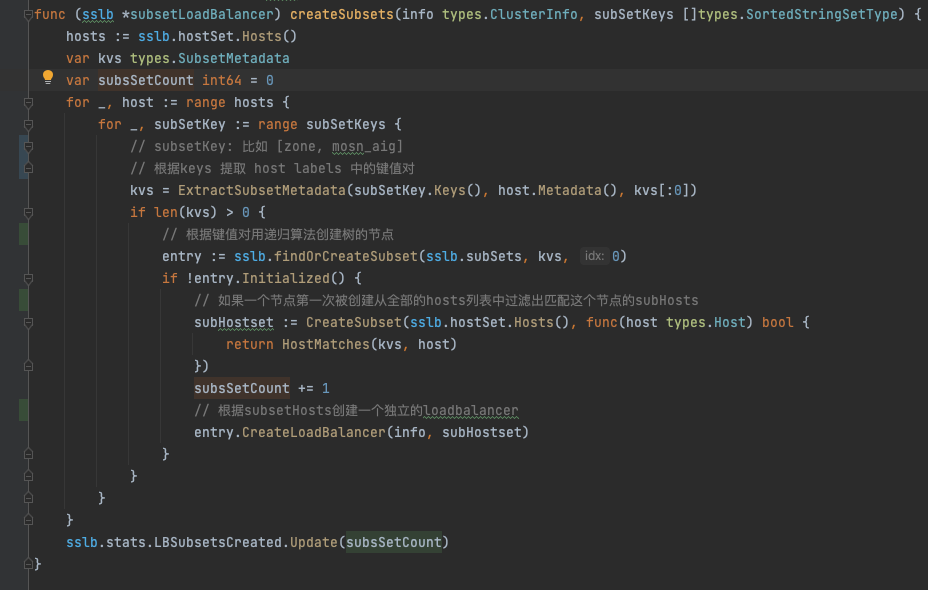 func (sslb *subsetLoadBalancer) createSubsets(info types.ClusterInfo, subSetKeys []types.SortedStringSetType) {
    hosts := sslb.hostSet.Hosts()
    var kvs types.SubsetMetadata
    var subsSetCount int64 = 0
    for _, host := range hosts {
        for _, subSetKey := range subSetKeys {
            // subsetKey: 比如 [zone, mosn_aig]
            // 根据keys 提取 host labels 中的键值对
            kvs = ExtractSubsetMetadata(subSetKey.Keys(), host.Metadata(), kvs[:0])
            if len(kvs) > 0 {
                // 根据键值对用递归算法创建树的节点
                entry := sslb.findOrCreateSubset(sslb.subSets, kvs, idx: 0)
                if !entry.Initialized() {
                    // 如果一个节点第一次被创建从全部的hosts列表中过滤出匹配这个节点的subHosts
                    subHostset := CreateSubset(sslb.hostSet.Hosts(), func(host types.Host) bool {
                        return HostMatches(kvs, host)
                    })
                    subsSetCount += 1
                    // 根据subsetHosts创建一个独立的loadbalancer
                    entry.CreateLoadBalancer(info, subHostset)
                }
            }
        }
    }
    sslb.stats.LBSubsetsCreated.Update(subsSetCount)
}